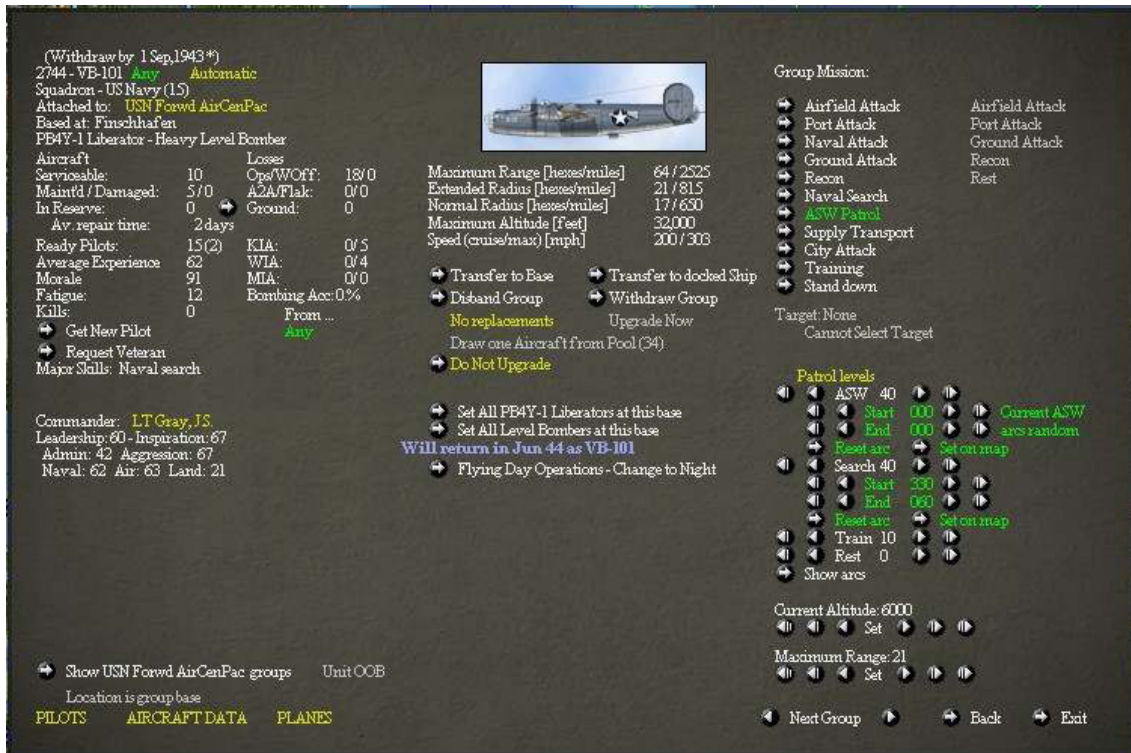 (Withdraw by 1 Sep,1943*)
2744 - VB-101 Any Automatic
Squadron - US Navy (15)
Attached to: USN Forwd AirCenPac
Based at: Finschhafen
PB4Y-1 Liberator - Heavy Level Bomber
Aircraft Losses
Serviceable: 10 Ops/WOff: 18/0
Maint'd / Damaged: 5/0 A2A/Flak: 0/0
In Reserve: 0 Ground: 0
Av. repair time: 2 days
Ready Pilots: 15(2) KIA: 0/5
Average Experience 62 WIA: 0/4
Morale 91 MIA: 0/0
Fatigue: 12 Bombing Acc:0.%
Kills: 0 From ...
Get New Pilot Any
Request Veteran
Major Skills: Naval search
Commander: LT Gray, J.S.
Leadership: 60 - Inspiration: 67
Admin: 42 Aggression: 67
Naval: 62 Air: 63 Land: 21
Show USN Forwd AirCenPac groups Unit OOB
Location is group base
PILOTS AIRCRAFT DATA PLANES
Maximum Range [hexes/miles] 64 / 2525
Extended Radius [hexes/miles] 21 / 815
Normal Radius [hexes/miles] 17 / 650
Maximum Altitude [feet] 32,000
Speed (cruise/max) [mph] 200 / 303
Transfer to Base Transfer to docked Ship
Disband Group Withdraw Group
No replacements Upgrade Now
Draw one Aircraft from Pool (34)
Do Not Upgrade
Set All PB4Y-1 Liberators at this base
Set All Level Bombers at this base
Will return in Jun 44 as VB-101
Flying Day Operations - Change to Night
Group Mission:
Airfield Attack Airfield Attack
Port Attack Port Attack
Naval Attack Ground Attack
Ground Attack Recon
Recon Rest
Naval Search
ASW Patrol
Supply Transport
City Attack
Training
Stand down
Target: None
Cannot Select Target
Patrol levels
ASW 40
Start 000 Current ASW
End 000 arcs random
Reset arc Set on map
Search 40
Start 330
End 060
Reset arc Set on map
Train 10
Rest 0
Show arcs
Current Altitude: 6000
Set
Maximum Range: 21
Set
Next Group Back Exit